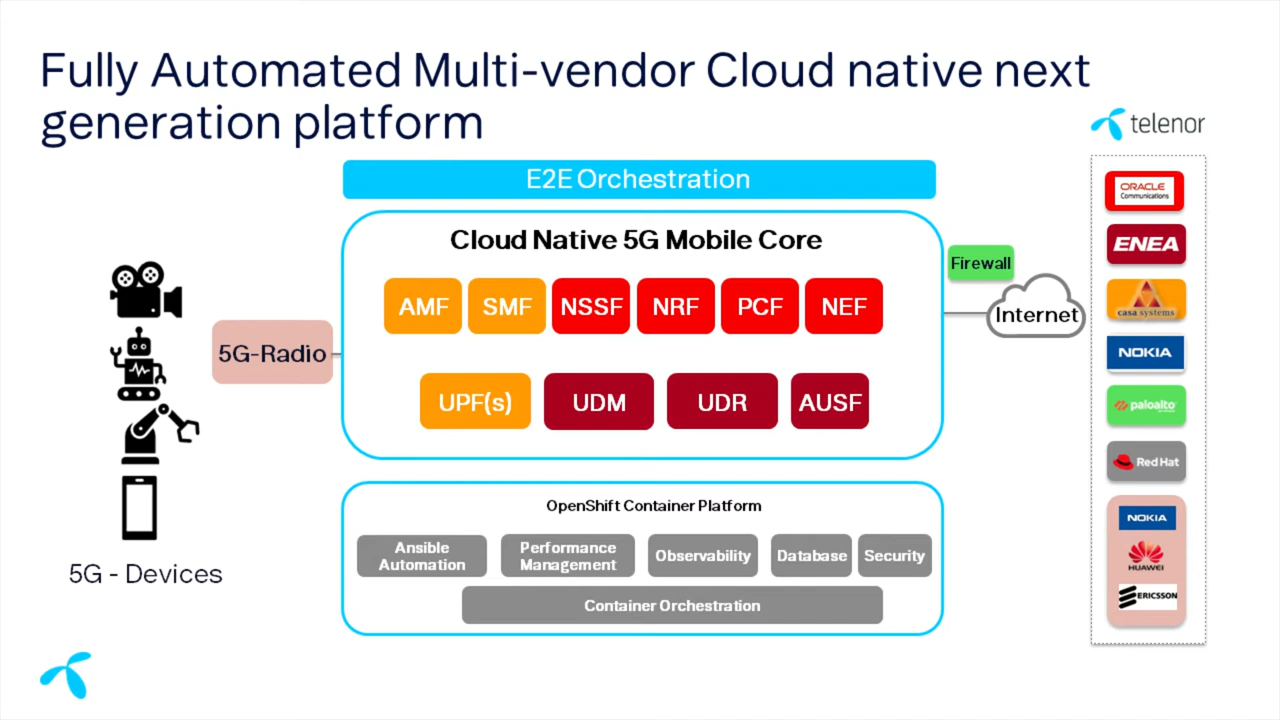 Fully Automated Multi-vendor Cloud native next
generation platform
telenor
E2E Orchestration
Cloud Native 5G Mobile Core
AMF
SMF
NSSF
NRF
PCF
NEF
UPF(s)
UDM
UDR
AUSF
5G-Radio
5G - Devices
Firewall
Internet
OpenShift Container Platform
Ansible
Automation
Performance
Management
Observability
Database
Security
Container Orchestration
ORACLE
Communications
ENEA
casa systems
NOKIA
paloalto
Red Hat
NOKIA
HUAWEI
ERICSSON